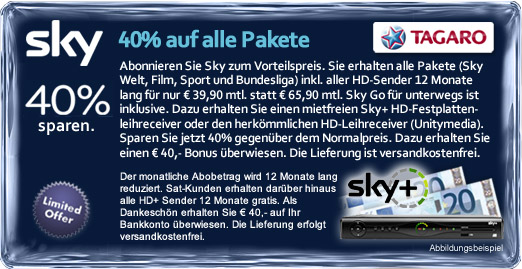 sky
40% auf alle Pakete
TAGARO
40%
sparen.
Abonnieren Sie Sky zum Vorteilspreis. Sie erhalten alle Pakete (Sky
Welt, Film, Sport und Bundesliga) inkl. aller HD-Sender 12 Monate
lang für nur € 39,90 mtl. statt € 65,90 mtl. Sky Go für unterwegs ist
inklusive. Dazu erhalten Sie einen mietfreien Sky+ HD-Festplatten-
leihreceiver oder den herkömmlichen HD-Leihreceiver (Unitymedia).
Sparen Sie jetzt 40% gegenüber dem Normalpreis. Dazu erhalten Sie
einen € 40,- Bonus überwiesen. Die Lieferung ist versandkostenfrei.
Limited
Offer
Der monatliche Abobetrag wird 12 Monate lang
reduziert. Sat-Kunden erhalten darüber hinaus
alle HD+ Sender 12 Monate gratis. Als
Dankeschön erhalten Sie € 40,- auf Ihr
Bankkonto überwiesen. Die Lieferung erfolgt
versandkostenfrei.
sky+
20
20
Abbildungsbeispiel